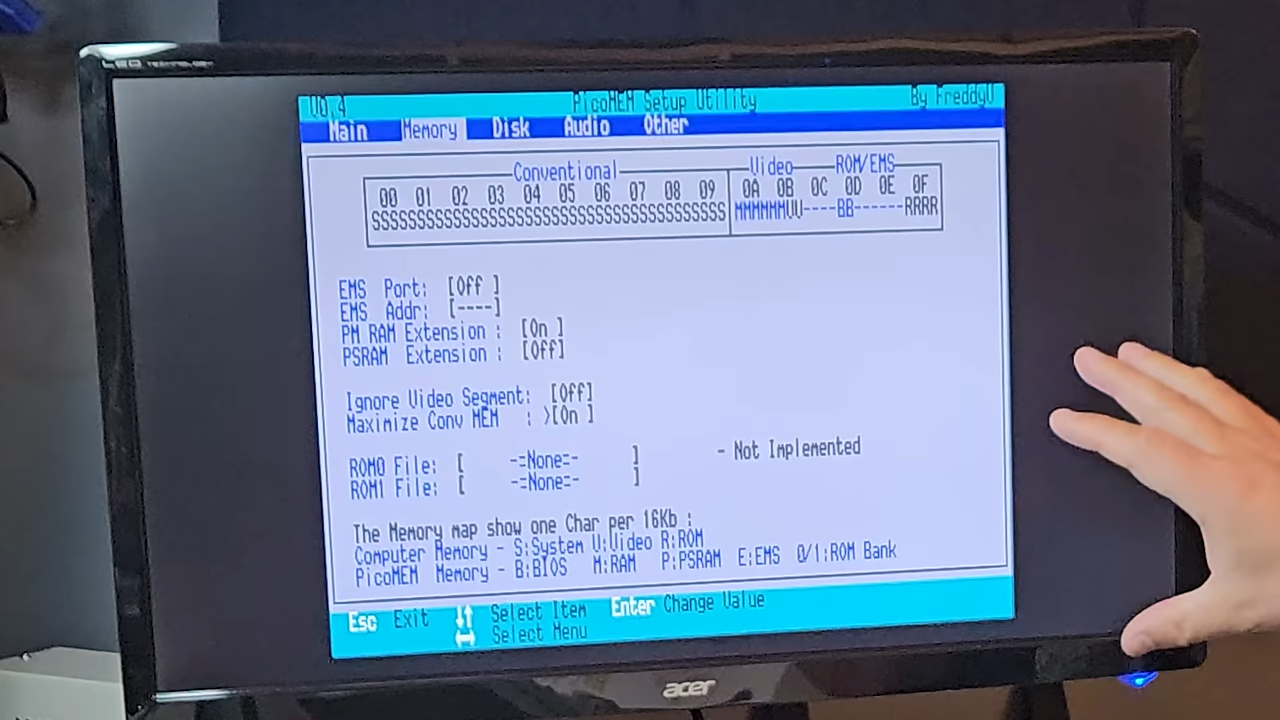 V0.4 PicoMEM Setup Utility By FreddyV
Main Memory Disk Audio Other
Conventional Video ROM/EMS
00 01 02 03 04 05 06 07 08 09 0A 0B 0C 0D 0E 0F
SSSSSSSSSSSSSSSSSSSSSSSSSSSSSSSSSSSSSSSS MMMMMMVV----BB------RRRR
EMS Port: [Off ]
EMS Addr: [----]
PM RAM Extension : [On ]
PSRAM Extension : [Off]
Ignore Video Segment: [Off]
Maximize Conv MEM : >[On ]
ROM0 File: [ -=None=- ] - Not Implemented
ROM1 File: [ -=None=- ]
The Memory map show one Char per 16Kb :
Computer Memory - S:System V:Video R:ROM
PicoMEM Memory - B:BIOS M:RAM P:PSRAM E:EMS 0/1:ROM Bank
Esc Exit ↓↑ Select Item Enter Change Value
↔ Select Menu
acer